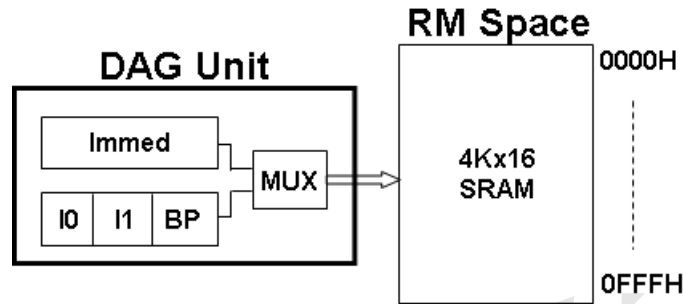 RM Space
DAG Unit
0000H
Immed
MUX
4Kx16
SRAM
I0 I1 BP
0FFFH